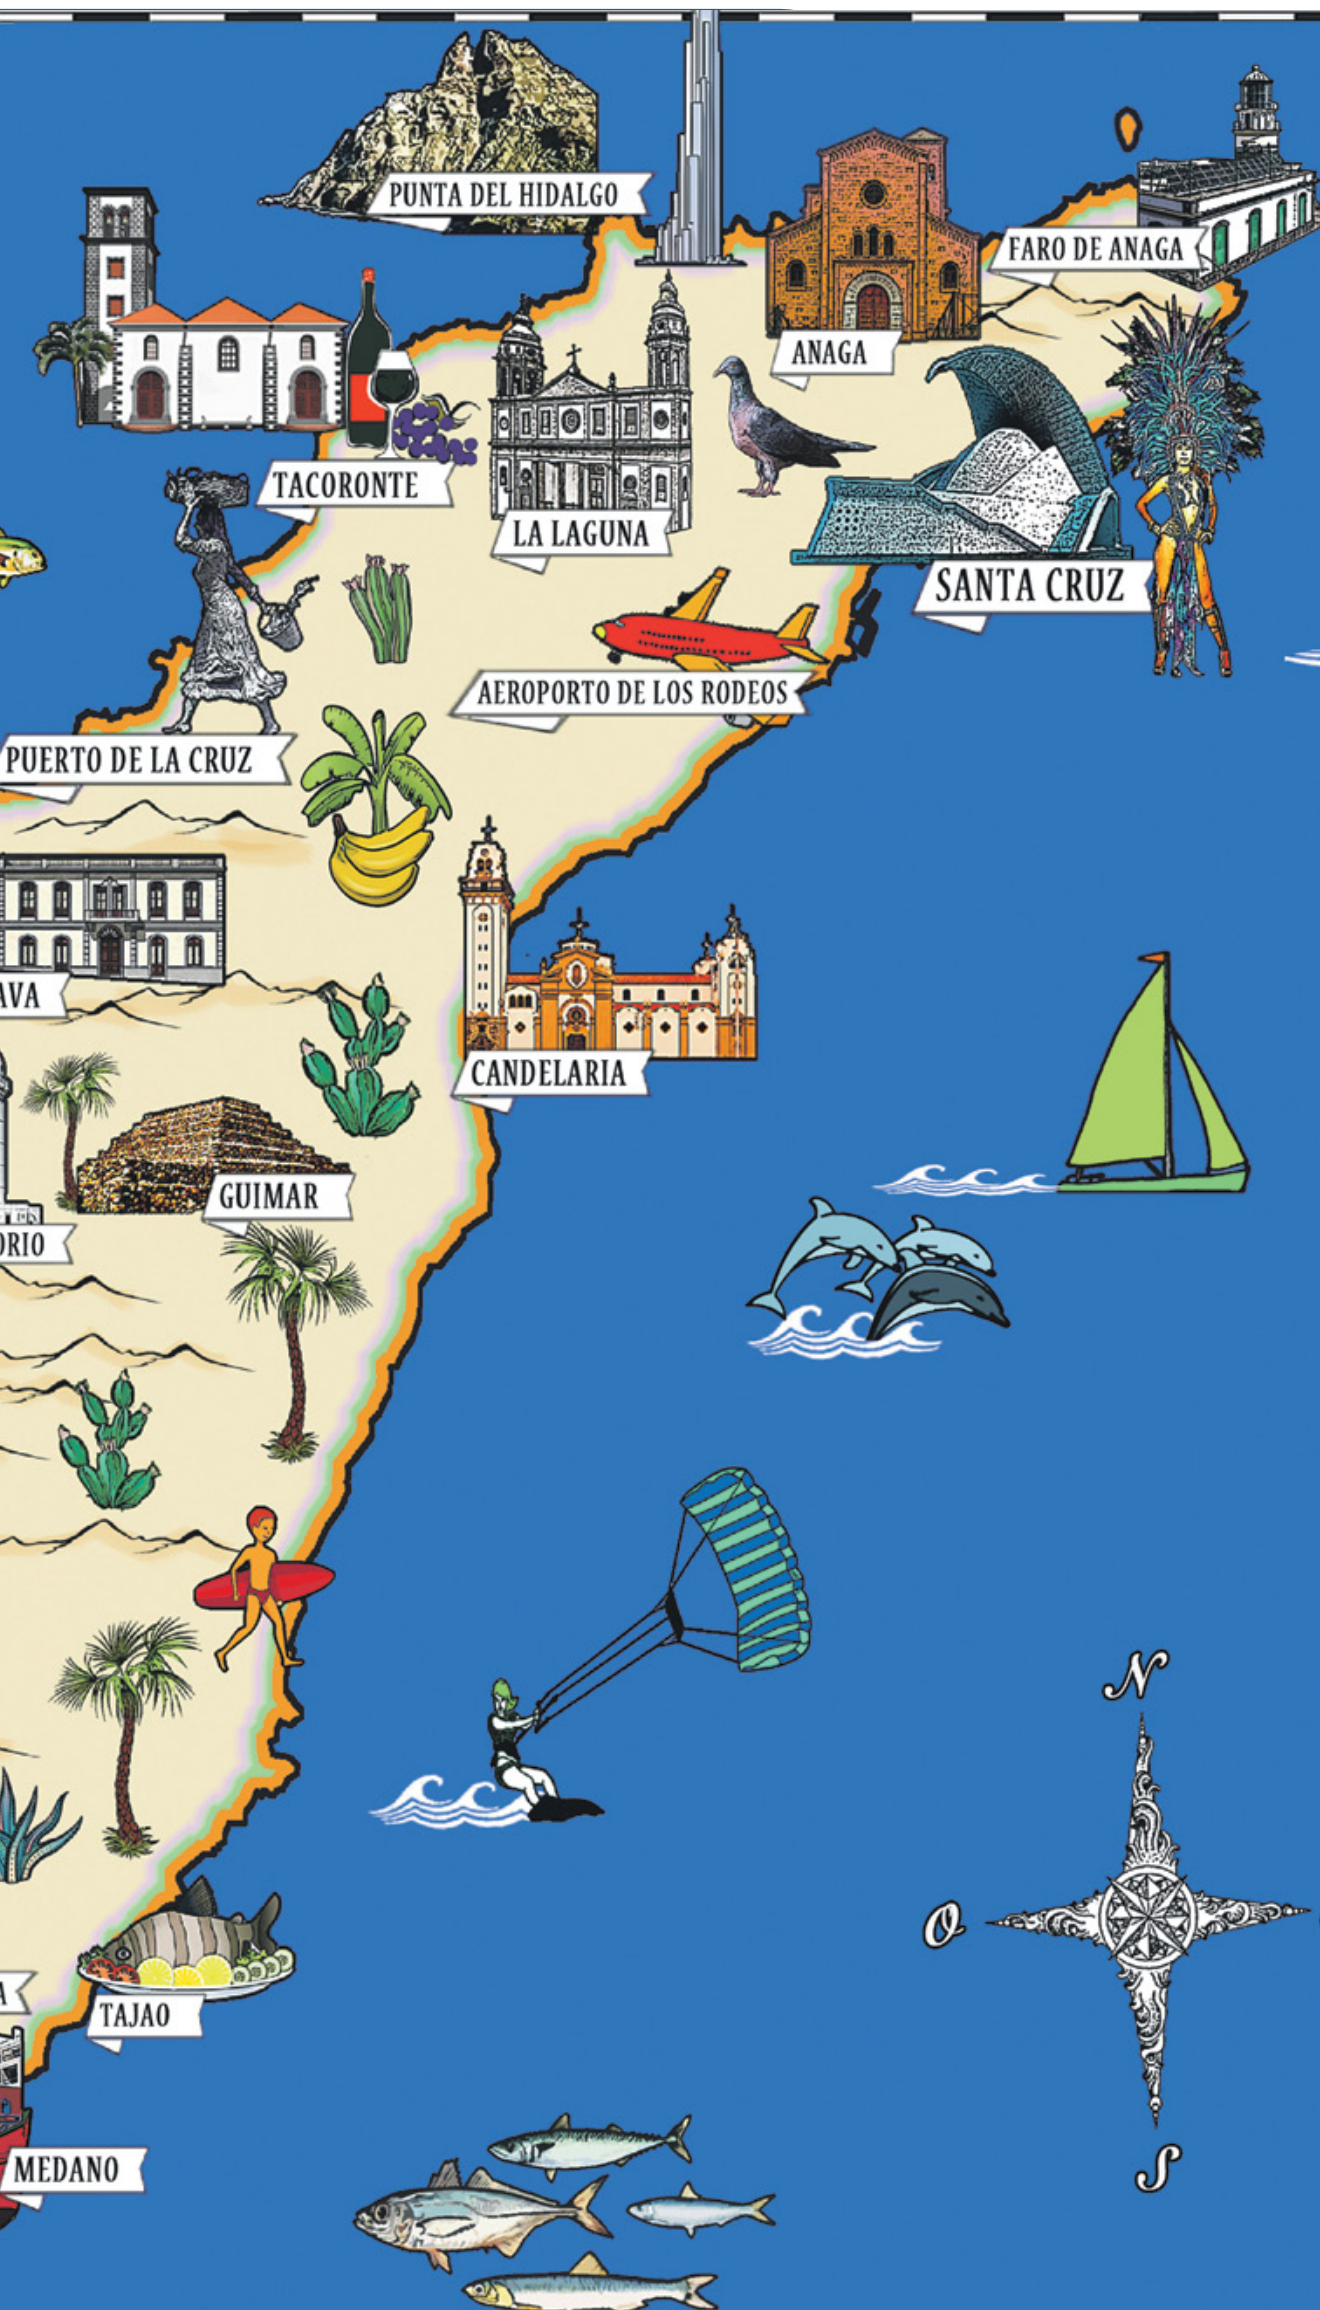 PUNTA DEL HIDALGO
FARO DE ANAGA
ANAGA
TACORONTE
LA LAGUNA
SANTA CRUZ
AEROPORTO DE LOS RODEOS
PUERTO DE LA CRUZ
AVA
CANDELARIA
GUIMAR
ORIO
N
O
S
A
TAJAO
MEDANO